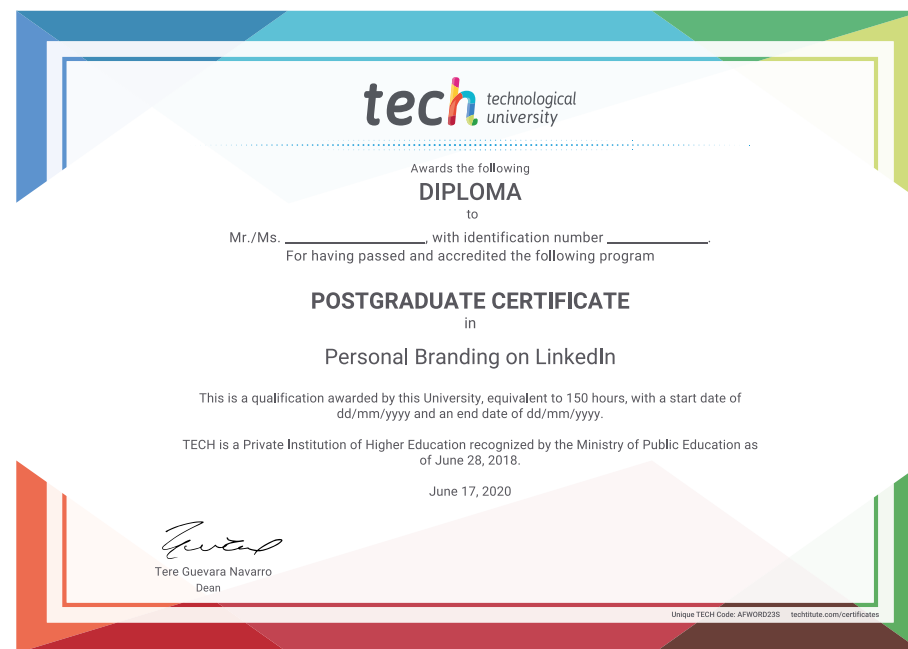 tech technological
university
Awards the following
DIPLOMA
to
Mr./Ms. ____________, with identification number ____________.
For having passed and accredited the following program
POSTGRADUATE CERTIFICATE
in
Personal Branding on LinkedIn
This is a qualification awarded by this University, equivalent to 150 hours, with a start date of
dd/mm/yyyy and an end date of dd/mm/yyyy.
TECH is a Private Institution of Higher Education recognized by the Ministry of Public Education as
of June 28, 2018.
June 17, 2020
Tere Guevara Navarro
Dean
Unique TECH Code: AFWORD23S techtitute.com/certificates